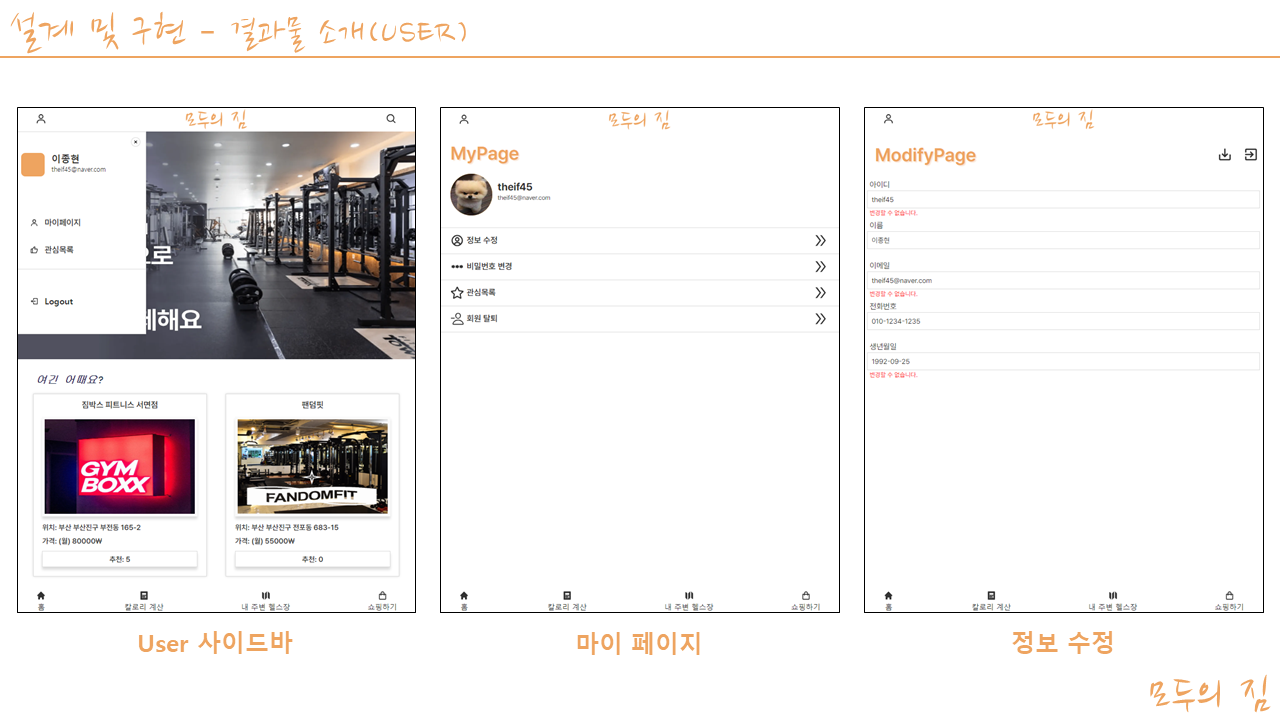 설계 및 구현 - 결과물 소개(USER)
모두의 짐
이종현
theif45@naver.com
마이페이지
관심목록
Logout
으로
계해요
여긴 어때요?
짐박스 피트니스 서면점
GYM
BOXX
위치: 부산 부산진구 부전동 165-2
가격: (월) 80000₩
추천: 5
팬덤핏
FANDOMFIT
위치: 부산 부산진구 전포동 683-15
가격: (월) 55000₩
추천: 0
홈
칼로리 계산
내 주변 헬스장
쇼핑하기
User 사이드바
모두의 짐
MyPage
theif45
theif45@naver.com
정보 수정
비밀번호 변경
관심목록
회원 탈퇴
홈
칼로리 계산
내 주변 헬스장
쇼핑하기
마이 페이지
모두의 짐
ModifyPage
아이디
theif45
변경할 수 없습니다.
이름
이종현
이메일
theif45@naver.com
변경할 수 없습니다.
전화번호
010-1234-1235
생년월일
1992-09-25
변경할 수 없습니다.
홈
칼로리 계산
내 주변 헬스장
쇼핑하기
정보 수정
모두의 짐